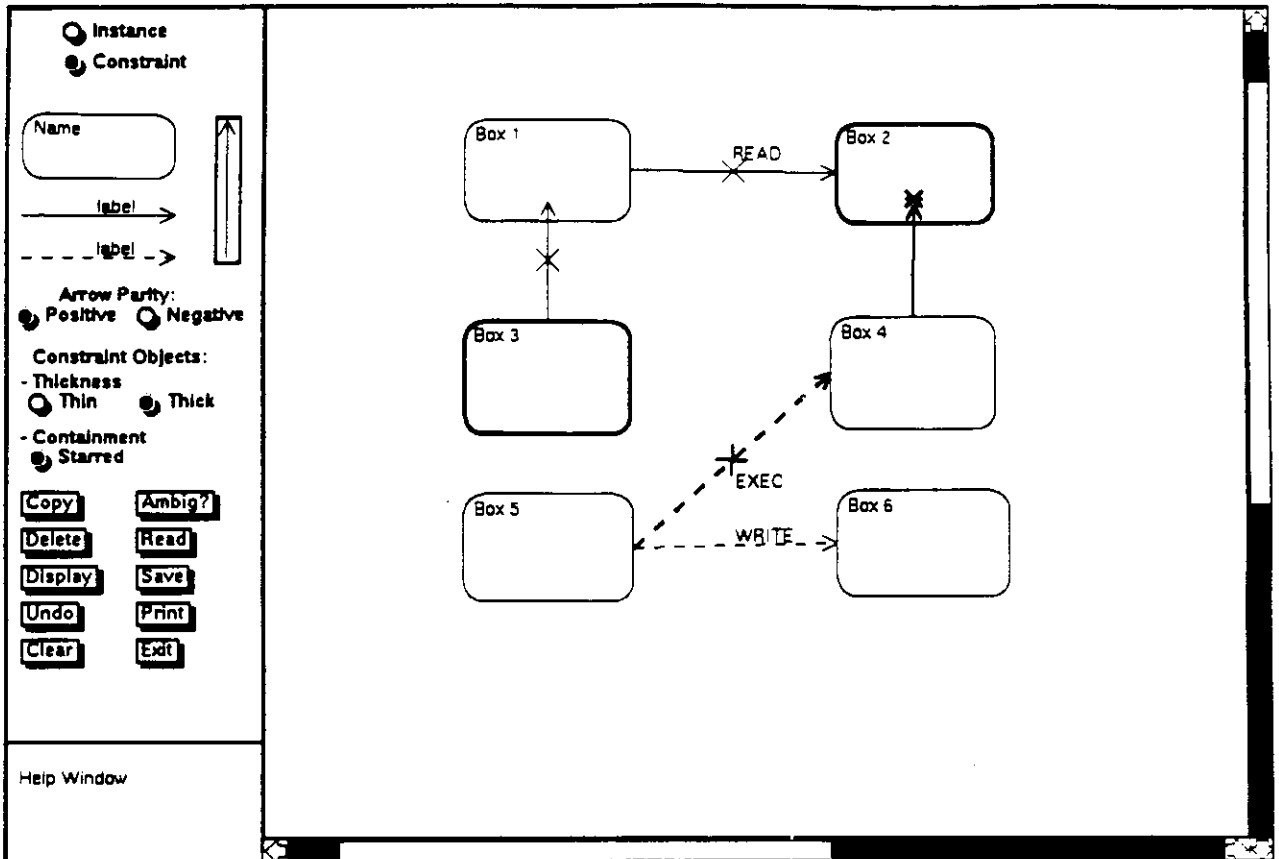 Instance
Constraint
Name
label
label
Arrow Parity:
Positive Negative
Constraint Objects:
- Thickness
Thin Thick
- Containment
Starred
Copy Ambig?
Delete Read
Display Save
Undo Print
Clear Exit
Help Window
Box 1
READ
Box 2
Box 3
Box 4
EXEC
Box 5
WRITE
Box 6